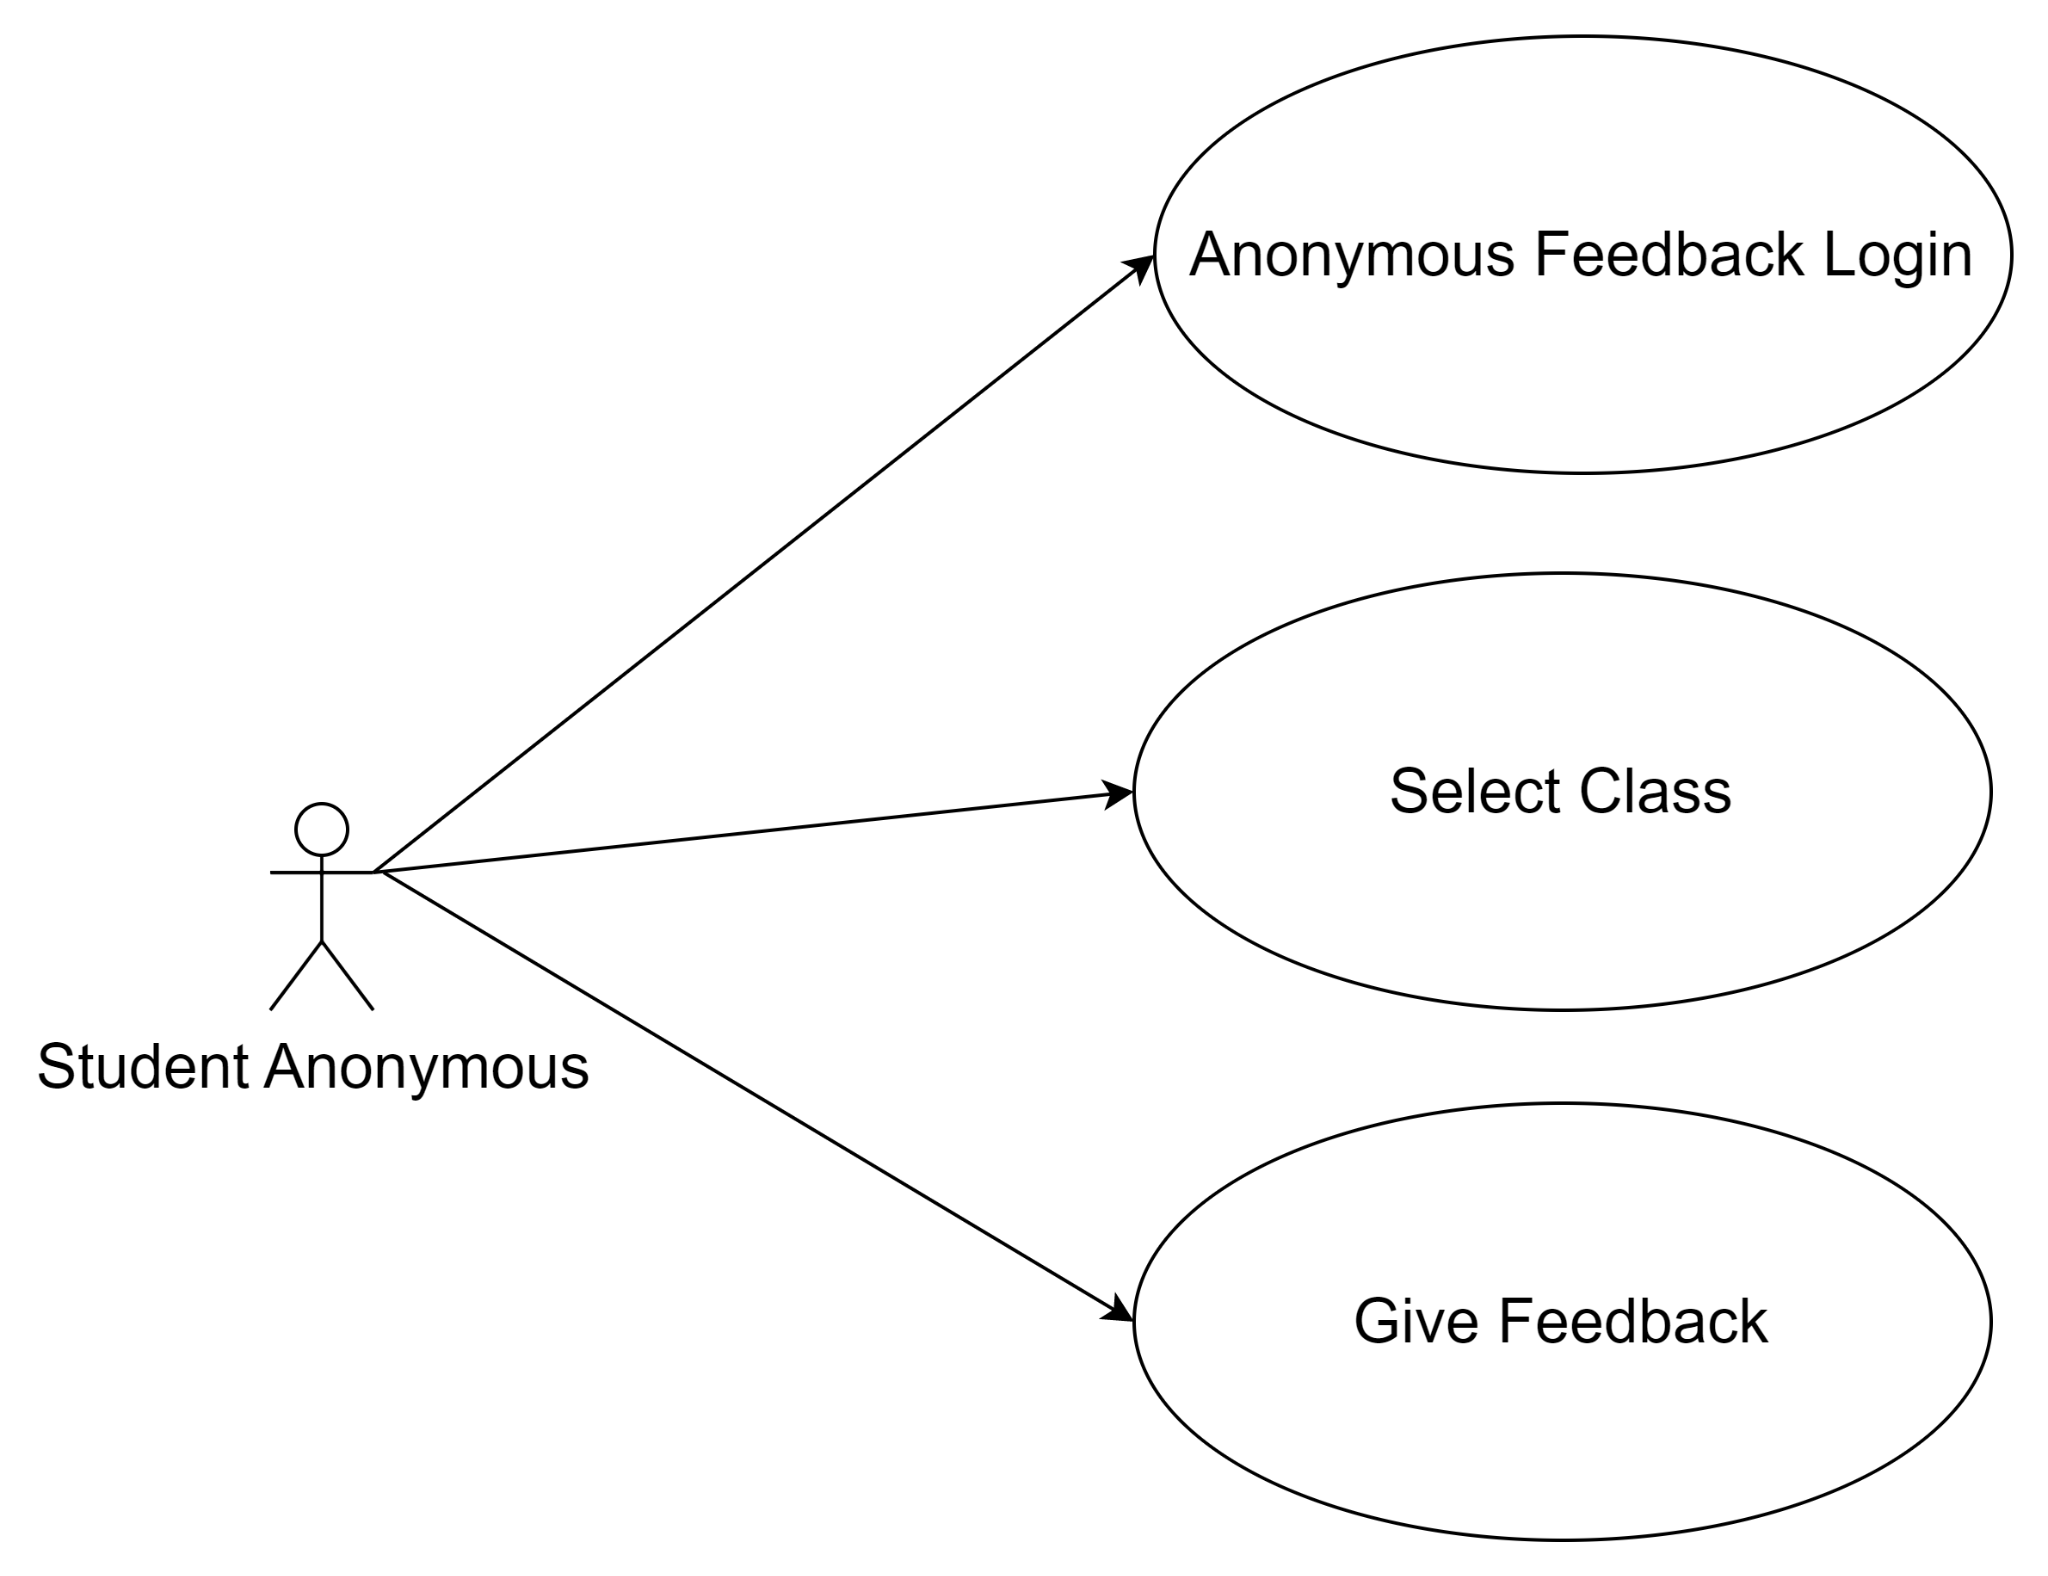 Anonymous Feedback Login
Select Class
Student Anonymous
Give Feedback